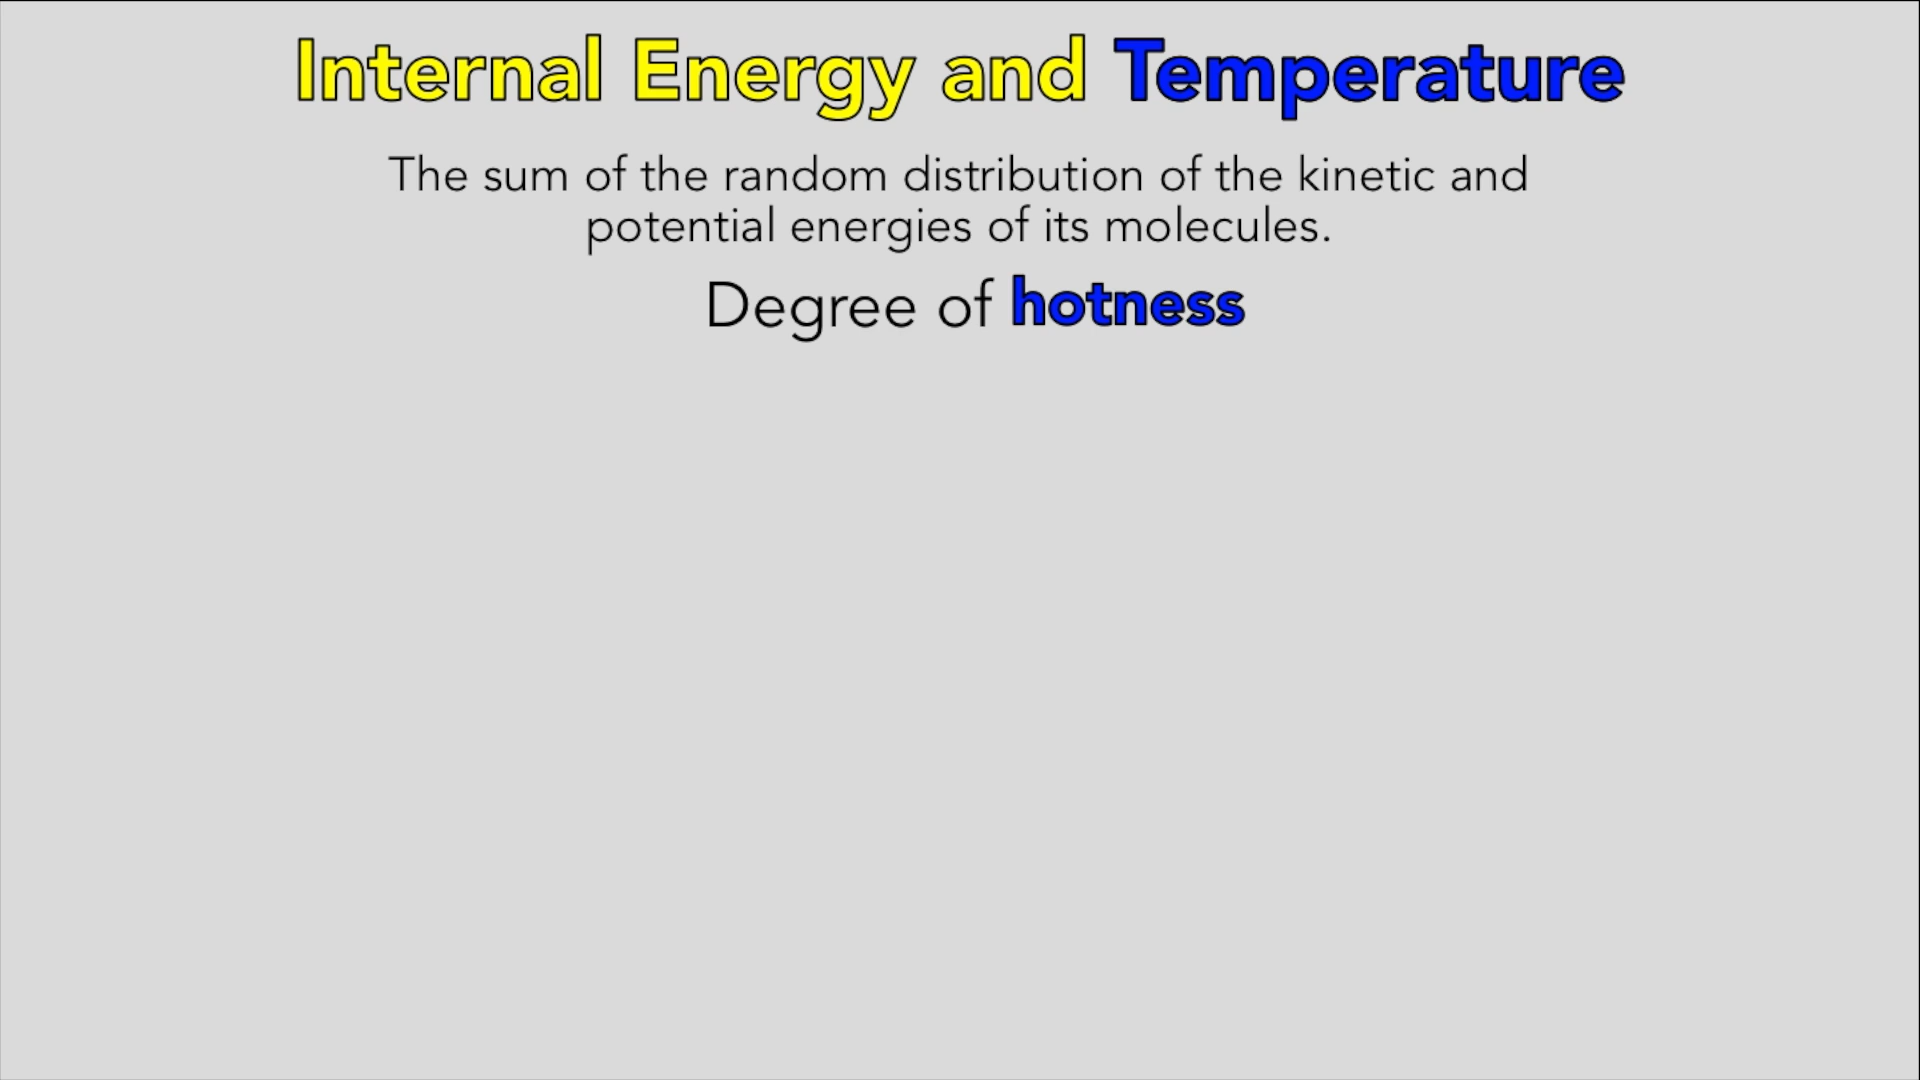 Internal Energy and Temperature
The sum of the random distribution of the kinetic and
potential energies of its molecules.
Degree of hotness